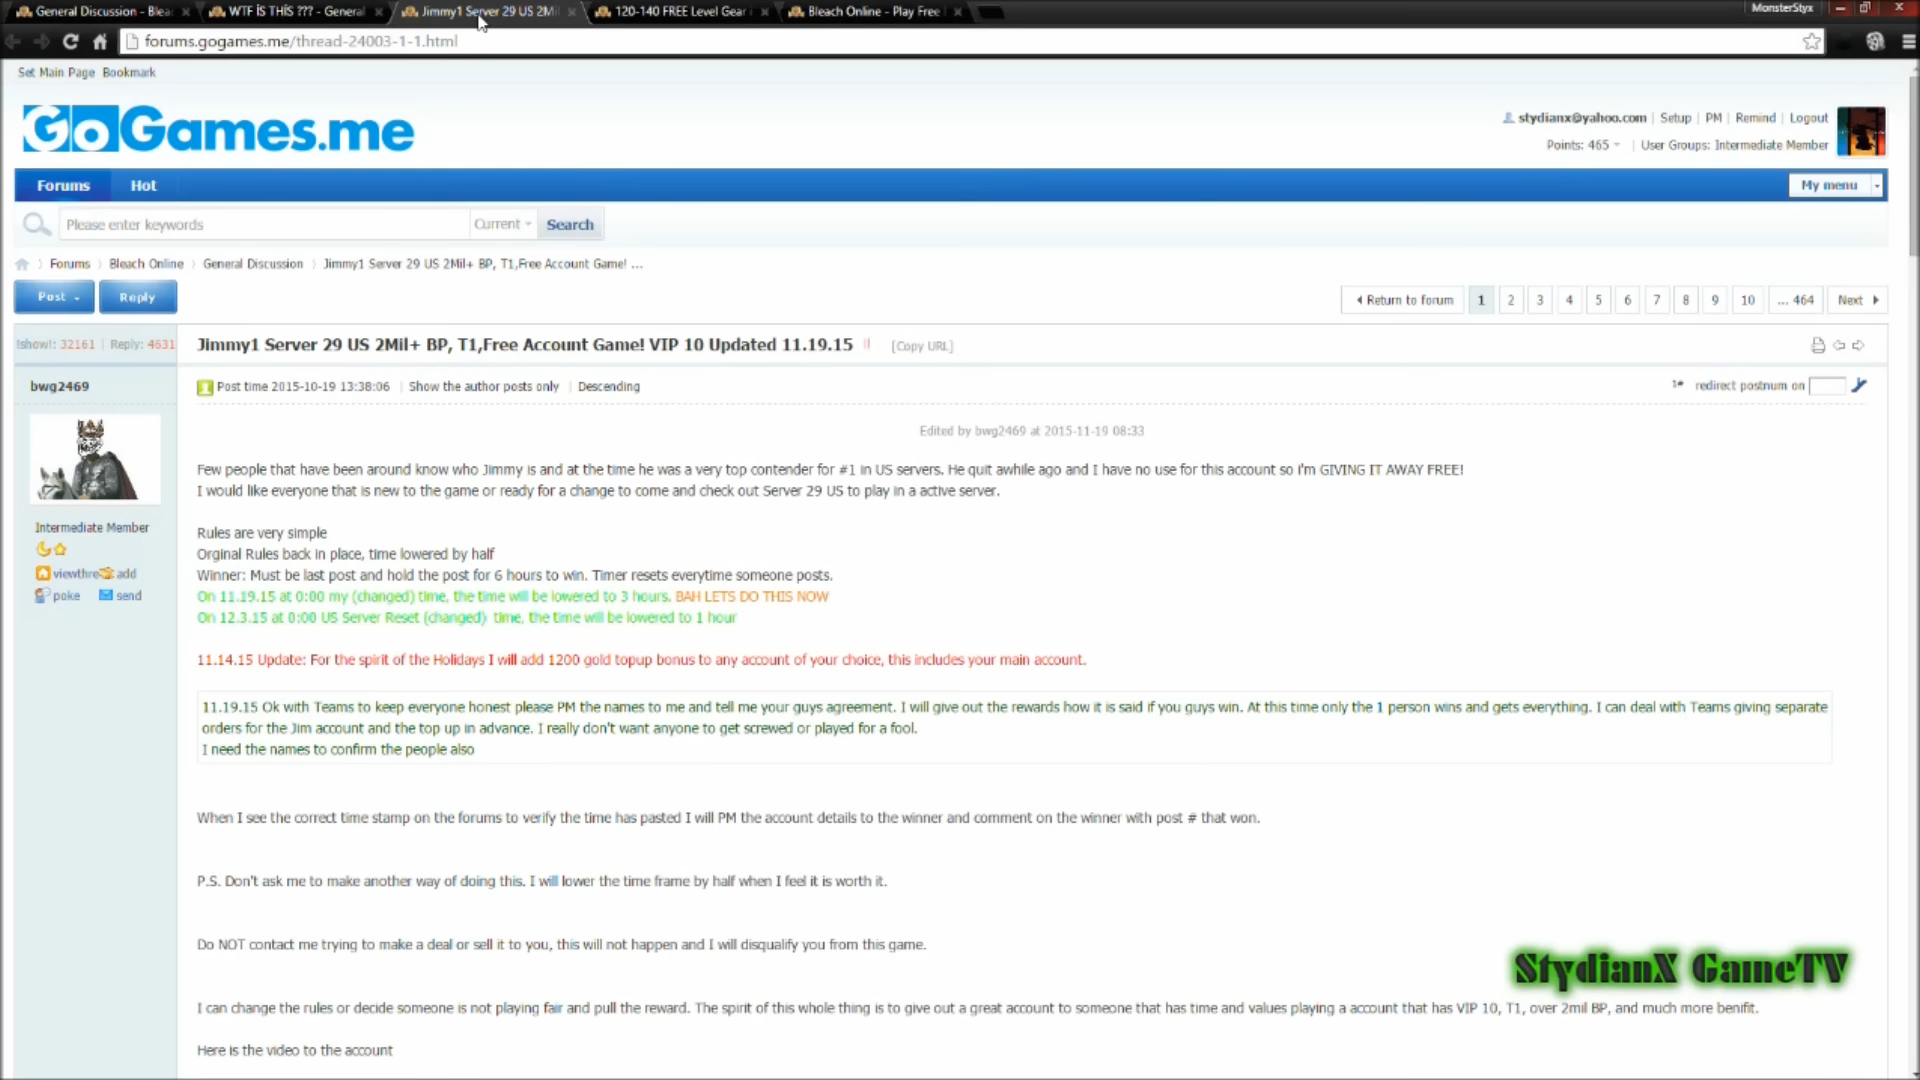 General Discussion - Blea
WTF İS THİS ??? - General
Jimmy1 Server 29 US 2Mil
120-140 FREE Level Gear
Bleach Online - Play Free
MonsterStyx
forums.gogames.me/thread-24003-1-1.html
Set Main Page Bookmark
GoGames.me
stydianx@yahoo.com | Setup | PM | Remind | Logout
Points: 465 | User Groups: Intermediate Member
Forums Hot My menu
Please enter keywords Current Search
Forums › Bleach Online › General Discussion › Jimmy1 Server 29 US 2Mil+ BP, T1,Free Account Game! ...
Post Reply
Return to forum 1 2 3 4 5 6 7 8 9 10 ... 464 Next
!show!: 32161 | Reply: 4631
Jimmy1 Server 29 US 2Mil+ BP, T1,Free Account Game! VIP 10 Updated 11.19.15 [Copy URL]
bwg2469
Post time 2015-10-19 13:38:06 | Show the author posts only | Descending
1# redirect postnum on
Edited by bwg2469 at 2015-11-19 08:33
Few people that have been around know who Jimmy is and at the time he was a very top contender for #1 in US servers. He quit awhile ago and I have no use for this account so i'm GIVING IT AWAY FREE!
I would like everyone that is new to the game or ready for a change to come and check out Server 29 US to play in a active server.
Intermediate Member
viewthre add
poke send
Rules are very simple
Orginal Rules back in place, time lowered by half
Winner: Must be last post and hold the post for 6 hours to win. Timer resets everytime someone posts.
On 11.19.15 at 0:00 my (changed) time, the time will be lowered to 3 hours. BAH LETS DO THIS NOW
On 12.3.15 at 0:00 US Server Reset (changed) time, the time will be lowered to 1 hour
11.14.15 Update: For the spirit of the Holidays I will add 1200 gold topup bonus to any account of your choice, this includes your main account.
11.19.15 Ok with Teams to keep everyone honest please PM the names to me and tell me your guys agreement. I will give out the rewards how it is said if you guys win. At this time only the 1 person wins and gets everything. I can deal with Teams giving separate
orders for the Jim account and the top up in advance. I really don't want anyone to get screwed or played for a fool.
I need the names to confirm the people also
When I see the correct time stamp on the forums to verify the time has pasted I will PM the account details to the winner and comment on the winner with post # that won.
P.S. Don't ask me to make another way of doing this. I will lower the time frame by half when I feel it is worth it.
Do NOT contact me trying to make a deal or sell it to you, this will not happen and I will disqualify you from this game.
StydianX GameTV
I can change the rules or decide someone is not playing fair and pull the reward. The spirit of this whole thing is to give out a great account to someone that has time and values playing a account that has VIP 10, T1, over 2mil BP, and much more benifit.
Here is the video to the account